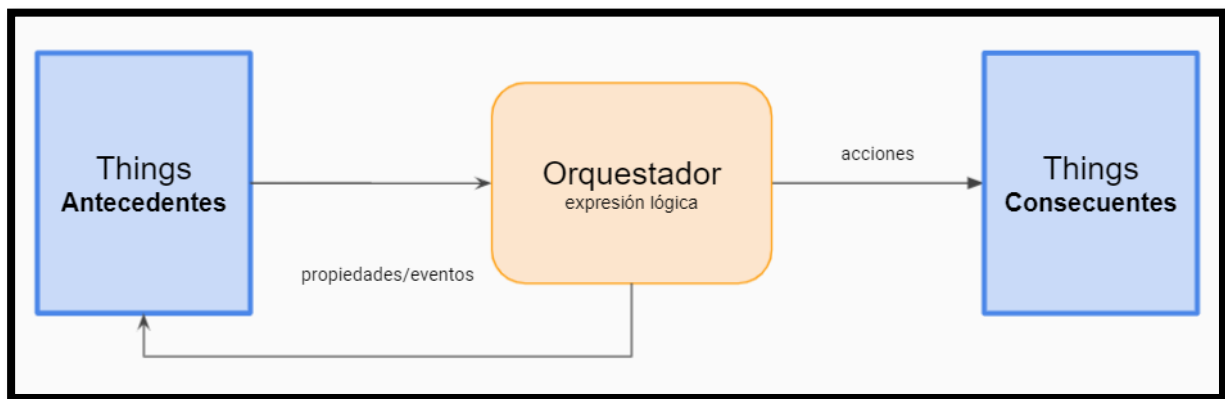 Things
Antecedentes
propiedades/eventos
Orquestador
expresión lógica
acciones
Things
Consecuentes